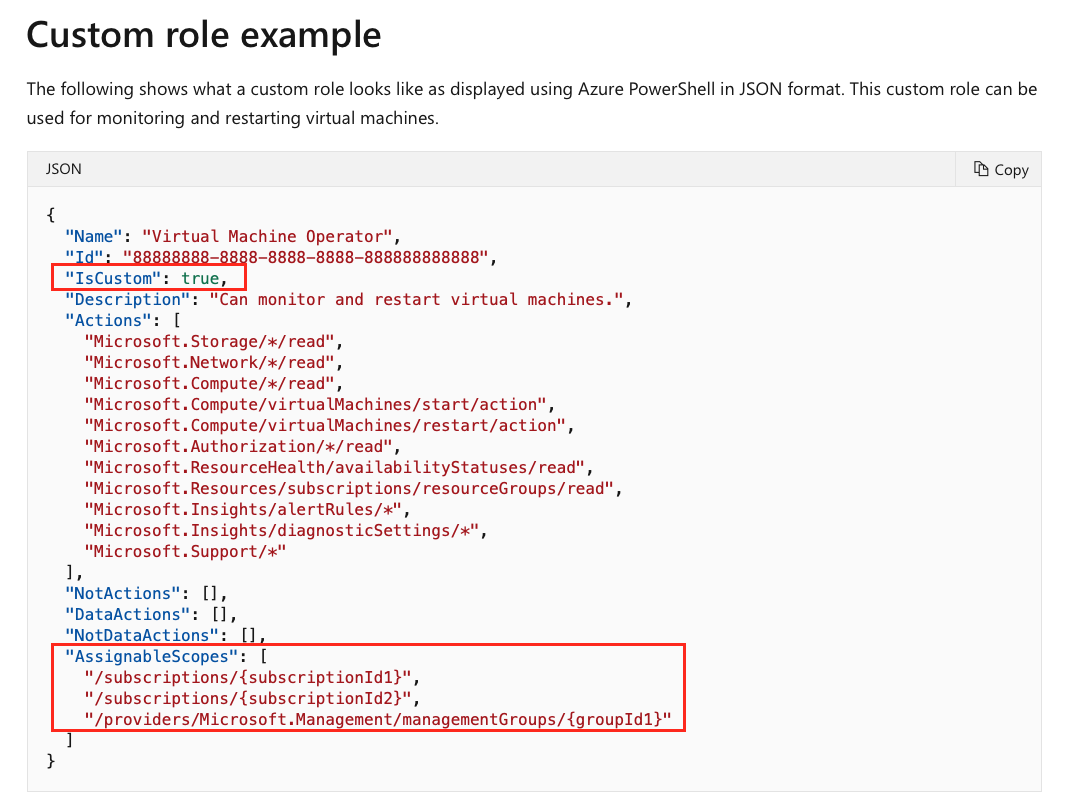 Custom role example
The following shows what a custom role looks like as displayed using Azure PowerShell in JSON format. This custom role can be
used for monitoring and restarting virtual machines.
JSON
Copy
{
  "Name": "Virtual Machine Operator",
  "Id": "88888888-8888-8888-8888-888888888888",
  "IsCustom": true,
  "Description": "Can monitor and restart virtual machines.",
  "Actions": [
    "Microsoft.Storage/*/read",
    "Microsoft.Network/*/read",
    "Microsoft.Compute/*/read",
    "Microsoft.Compute/virtualMachines/start/action",
    "Microsoft.Compute/virtualMachines/restart/action",
    "Microsoft.Authorization/*/read",
    "Microsoft.ResourceHealth/availabilityStatuses/read",
    "Microsoft.Resources/subscriptions/resourceGroups/read",
    "Microsoft.Insights/alertRules/*",
    "Microsoft.Insights/diagnosticSettings/*",
    "Microsoft.Support/*"
  ],
  "NotActions": [],
  "DataActions": [],
  "NotDataActions": [],
  "AssignableScopes": [
    "/subscriptions/{subscriptionId1}",
    "/subscriptions/{subscriptionId2}",
    "/providers/Microsoft.Management/managementGroups/{groupId1}"
  ]
}